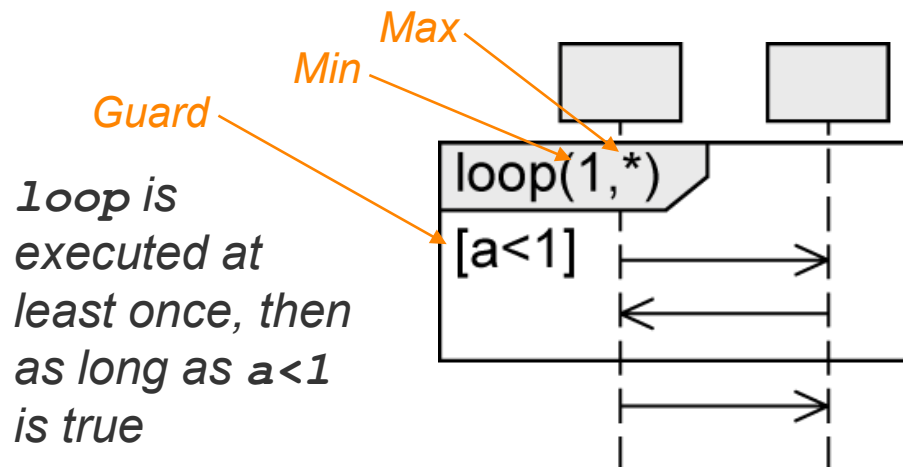 Max
Min
Guard
loop(1,*)
[a<1]
loop is
executed at
least once, then
as long as a<1
is true